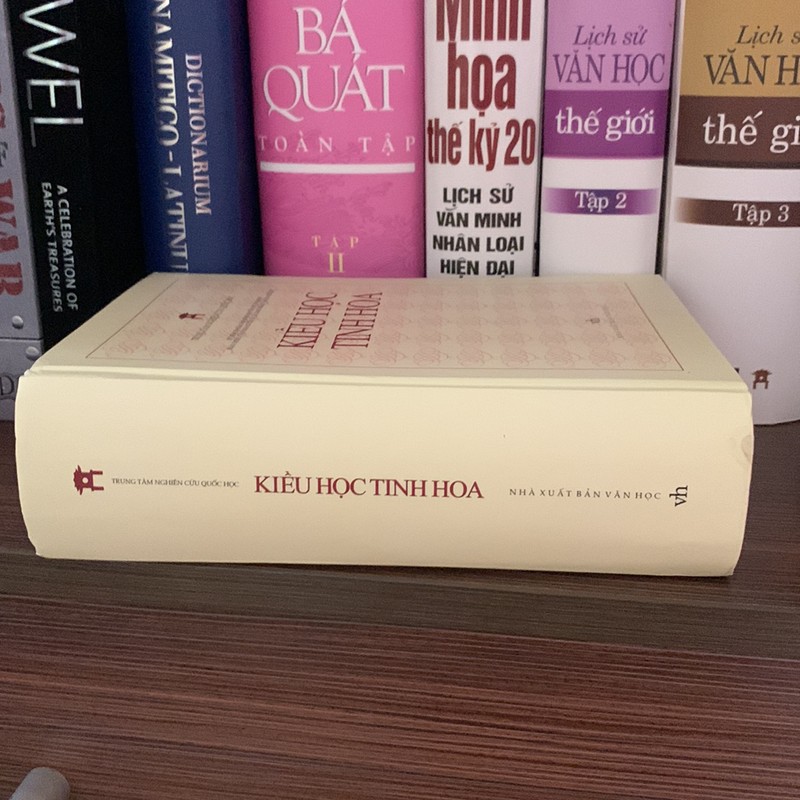 WEL
A CELEBRATION OF
EARTH'S TREASURES
WAR
DICTIONARIUM
NAMITICO-LATIN
BÁ
QUÁT
TOÀN TẬP
TẬP
II
Minh
họa
thế kỷ 20
LỊCH SỬ
VĂN MINH
NHÂN LOẠI
HIỆN ĐẠI
Lịch sử
VĂN HỌC
thế giới
Tập 2
Lịch s
VĂN H
thế gi
Tập 3
KIỀU HỌC
TINH HOA
TRUNG TÂM NGHIÊN CỨU QUỐC HỌC
KIỀU HỌC TINH HOA
NHÀ XUẤT BẢN VĂN HỌC
vh